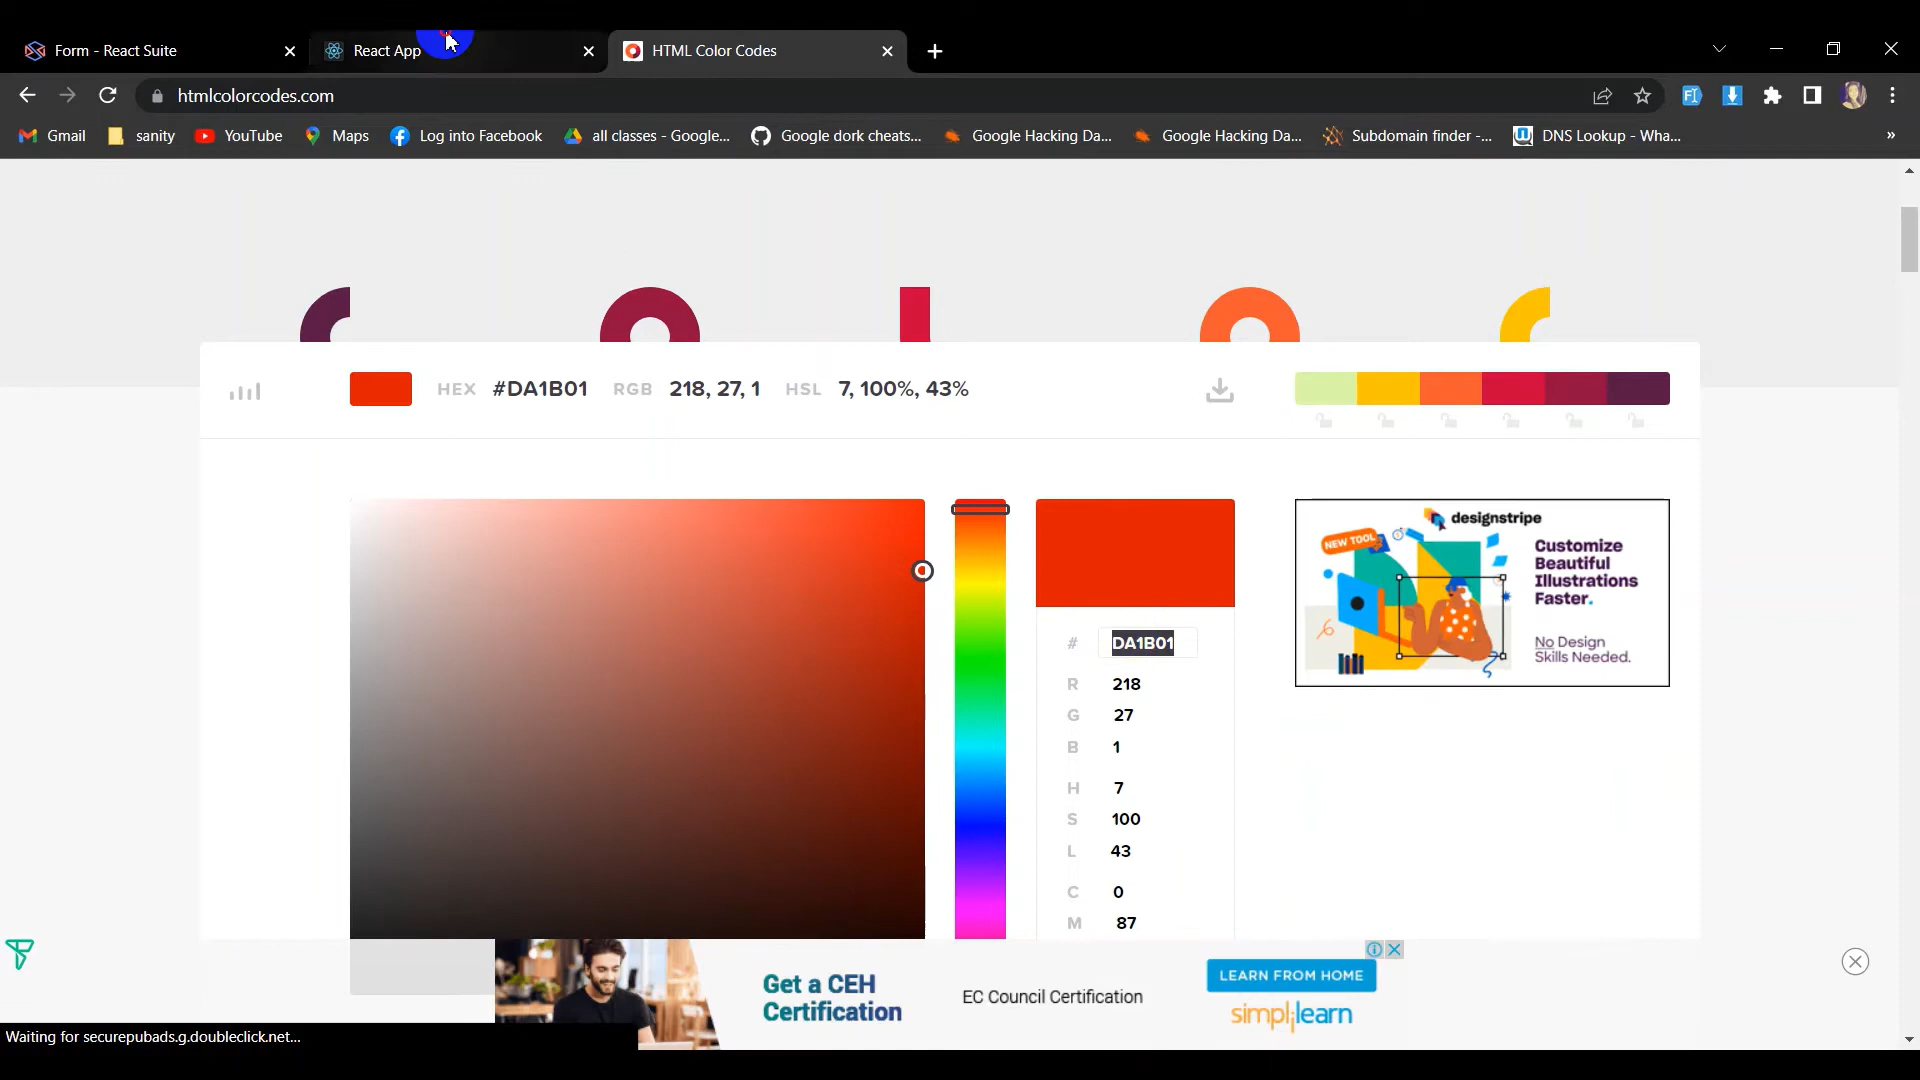 Form - React Suite
React App
HTML Color Codes
htmlcolorcodes.com
Gmail
sanity
YouTube
Maps
Log into Facebook
all classes - Google...
Google dork cheats...
Google Hacking Da...
Google Hacking Da...
Subdomain finder -...
DNS Lookup - Wha...
»
HEX #DA1B01 RGB 218, 27, 1 HSL 7, 100%, 43%
# DA1B01
R 218
G 27
B 1
H 7
S 100
L 43
C 0
M 87
designstripe
NEW TOOL
Customize
Beautiful
Illustrations
Faster.
No Design
Skills Needed.
Get a CEH
Certification
EC Council Certification
LEARN FROM HOME
simplilearn
Waiting for securepubads.g.doubleclick.net...